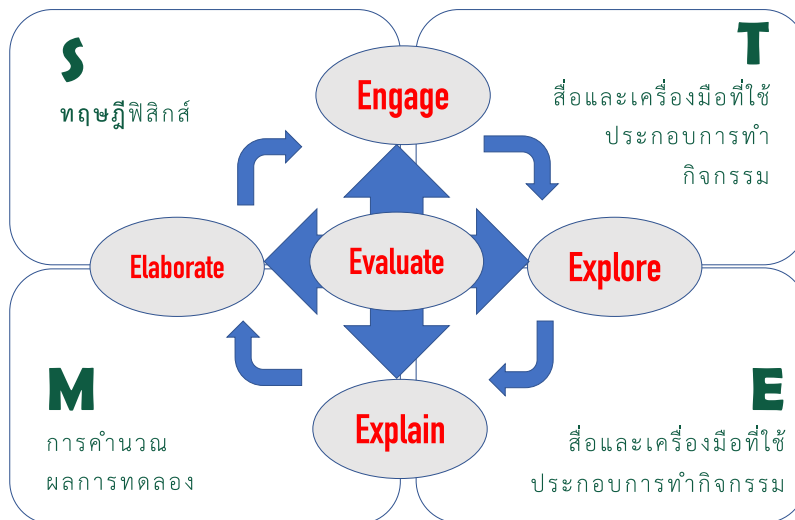 S
ทฤษฎีฟิสิกส์
T
สื่อและเครื่องมือที่ใช้
ประกอบการทำ
กิจกรรม
Engage
Elaborate
Evaluate
Explore
Explain
M
การคำนวณ
ผลการทดลอง
E
สื่อและเครื่องมือที่ใช้
ประกอบการทำกิจกรรม